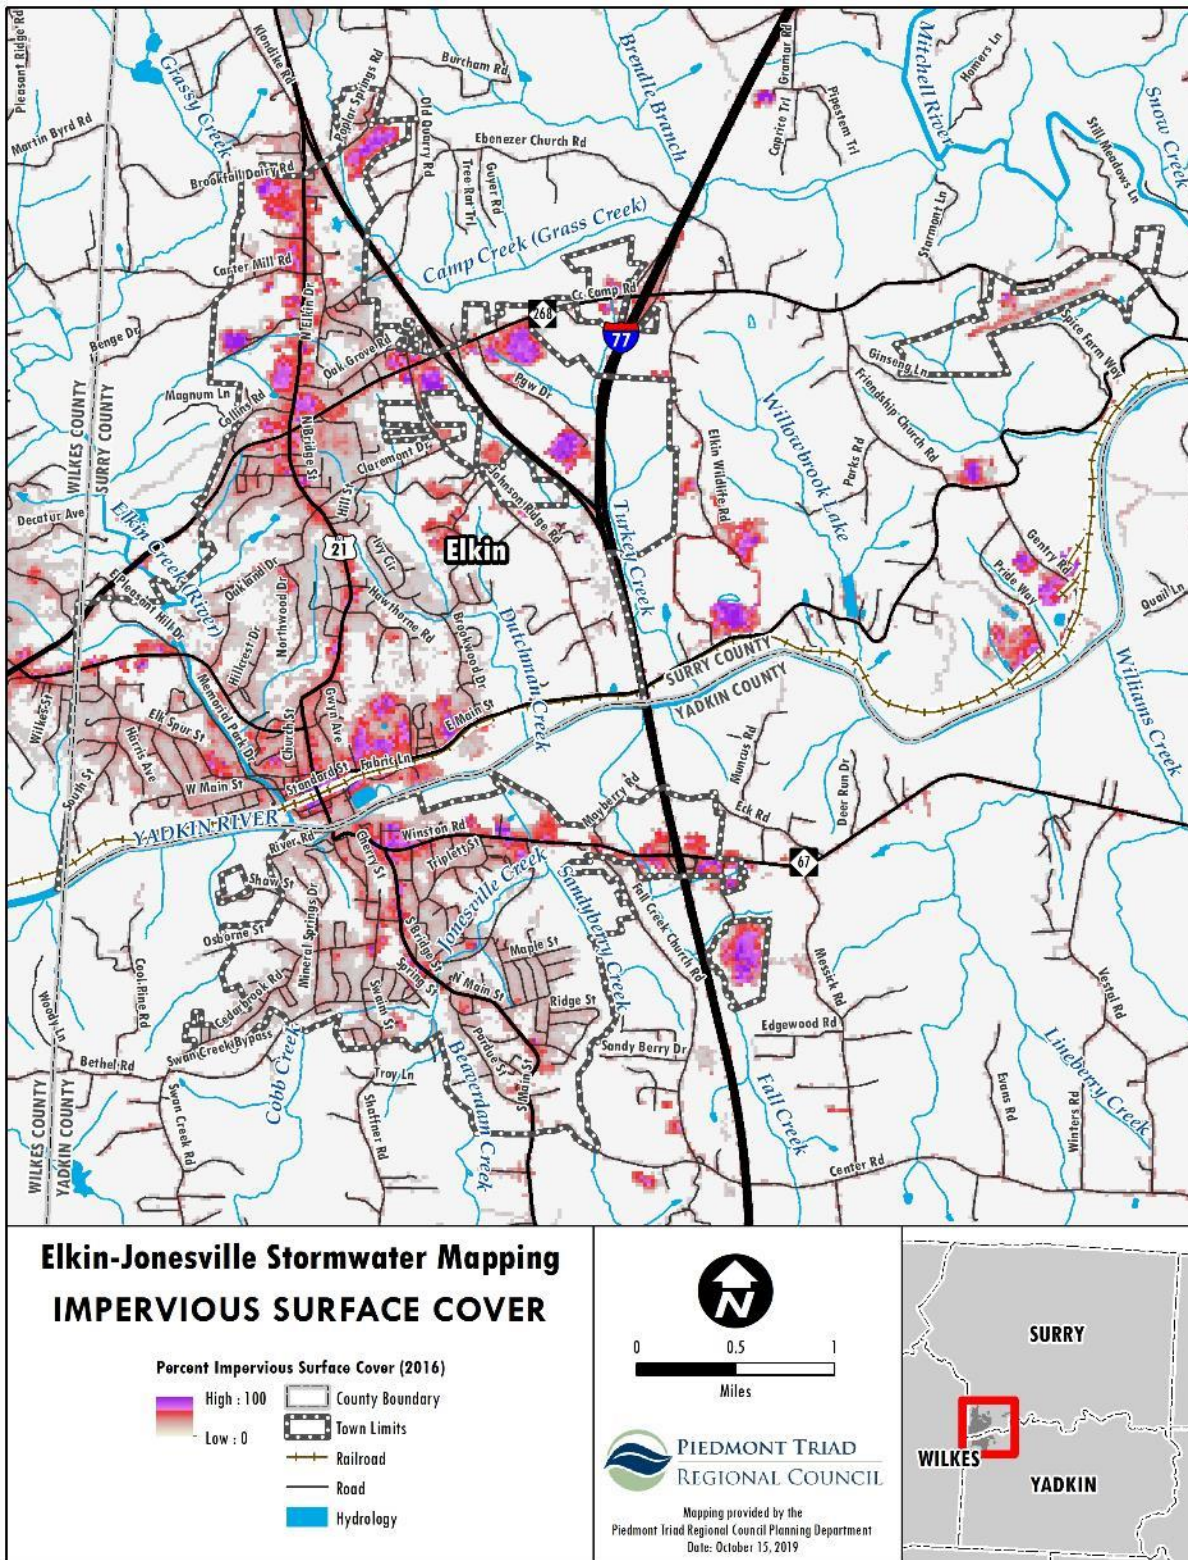 Pleasant Ridge Rd
Klondike Rd
Grassy Creek
Poplar Springs Rd
Burcham Rd
Brendle Branch
Gramar Rd
Mitchell River
Homers Ln
Snow Creek
Martin Byrd Rd
Old Quarry Rd
Ebenezer Church Rd
Caprice Trl
Pipestem Trl
Still Meadows Ln
Brookfall Dairy Rd
Guyer Rd
Starmont Ln
Camp Creek (Grass Creek)
Carter Mill Rd
N Elkin Dr
Cc Camp Rd
268
77
Benge Dr
Oak Grove Rd
Pgw Dr
Ginseng Ln
Spice Farm Way
Magnum Ln
Collins Rd
N Bridge St
Friendship Church Rd
WILKES COUNTY
SURRY COUNTY
Claremont Dr
Elkin Wildlife Rd
Willowbrook Lake
Parks Rd
Hill St
Johnson Ridge Rd
Decatur Ave
Elkin Creek (River)
21
Ivy Cir
Elkin
Turkey Creek
Oakland Dr
Gentry Rd
E Pleasant Hill Dr
Northwood Dr
Hawthorne Rd
Pride Way
Quail Ln
Hillcrest Dr
Brookwood Dr
Dutchman Creek
Memorial Park Dr
SURRY COUNTY
YADKIN COUNTY
Williams Creek
Wilkes St
Elk Spur St
Church St
Gwyn Ave
E Main St
Harris Ave
Muncus Rd
South St
W Main St
Standard St
Fabric Ln
Deer Run Dr
YADKIN RIVER
Mayberry Rd
Eck Rd
River Rd
Cherry St
Winston Rd
Triplett St
67
Shaw St
Jonesville Creek
Sandyberry Creek
Fall Creek Church Rd
Osborne St
Mineral Springs Dr
S Bridge St
Maple St
Messick Rd
Cool Pine Rd
Spring St
N Main St
Vestal Rd
Woody Ln
Cedarbrook Rd
Swaim St
Ridge St
Edgewood Rd
Swan Creek Bypass
Pardue St
Sandy Berry Dr
Bethel Rd
Cobb Creek
Troy Ln
S Main St
Beaverdam Creek
Fall Creek
Lineberry Creek
WILKES COUNTY
YADKIN COUNTY
Swan Creek Rd
Shaffner Rd
Evans Rd
Winters Rd
Center Rd
Elkin-Jonesville Stormwater Mapping
IMPERVIOUS SURFACE COVER
Percent Impervious Surface Cover (2016)
High : 100
Low : 0
County Boundary
Town Limits
Railroad
Road
Hydrology
N
0 0.5 1
Miles
PIEDMONT TRIAD
REGIONAL COUNCIL
Mapping provided by the
Piedmont Triad Regional Council Planning Department
Date: October 15, 2019
SURRY
WILKES
YADKIN